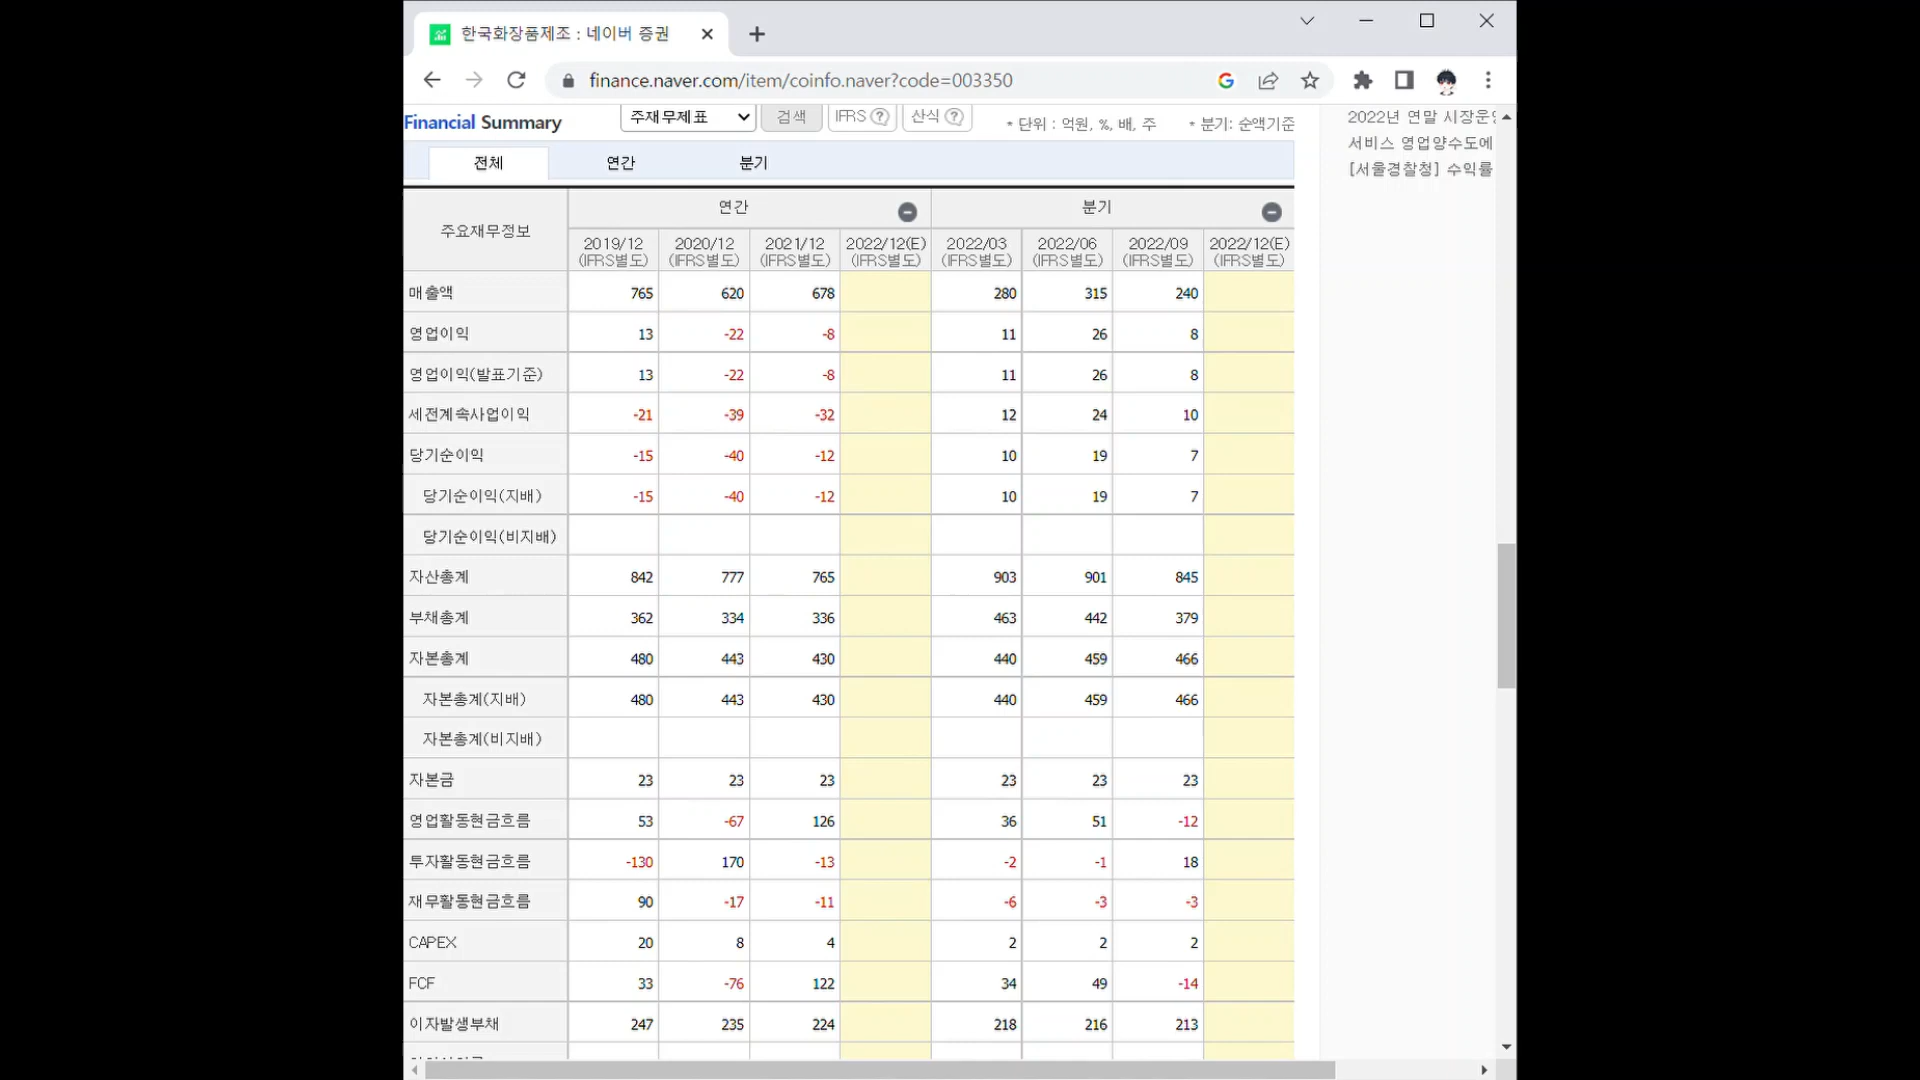 한국화장품제조 : 네이버 증권
finance.naver.com/item/coinfo.naver?code=003350
Financial Summary 주재무제표 검색 IFRS ? 산식 ? * 단위 : 억원, %, 배, 주 * 분기: 순액기준
전체 연간 분기
주요재무정보 연간 분기
2019/12 2020/12 2021/12 2022/12(E) 2022/03 2022/06 2022/09 2022/12(E)
(IFRS별도) (IFRS별도) (IFRS별도) (IFRS별도) (IFRS별도) (IFRS별도) (IFRS별도) (IFRS별도)
매출액 765 620 678 280 315 240
영업이익 13 -22 -8 11 26 8
영업이익(발표기준) 13 -22 -8 11 26 8
세전계속사업이익 -21 -39 -32 12 24 10
당기순이익 -15 -40 -12 10 19 7
당기순이익(지배) -15 -40 -12 10 19 7
당기순이익(비지배)
자산총계 842 777 765 903 901 845
부채총계 362 334 336 463 442 379
자본총계 480 443 430 440 459 466
자본총계(지배) 480 443 430 440 459 466
자본총계(비지배)
자본금 23 23 23 23 23 23
영업활동현금흐름 53 -67 126 36 51 -12
투자활동현금흐름 -130 170 -13 -2 -1 18
재무활동현금흐름 90 -17 -11 -6 -3 -3
CAPEX 20 8 4 2 2 2
FCF 33 -76 122 34 49 -14
이자발생부채 247 235 224 218 216 213
2022년 연말 시장운영
서비스 영업양수도에
[서울경찰청] 수익률